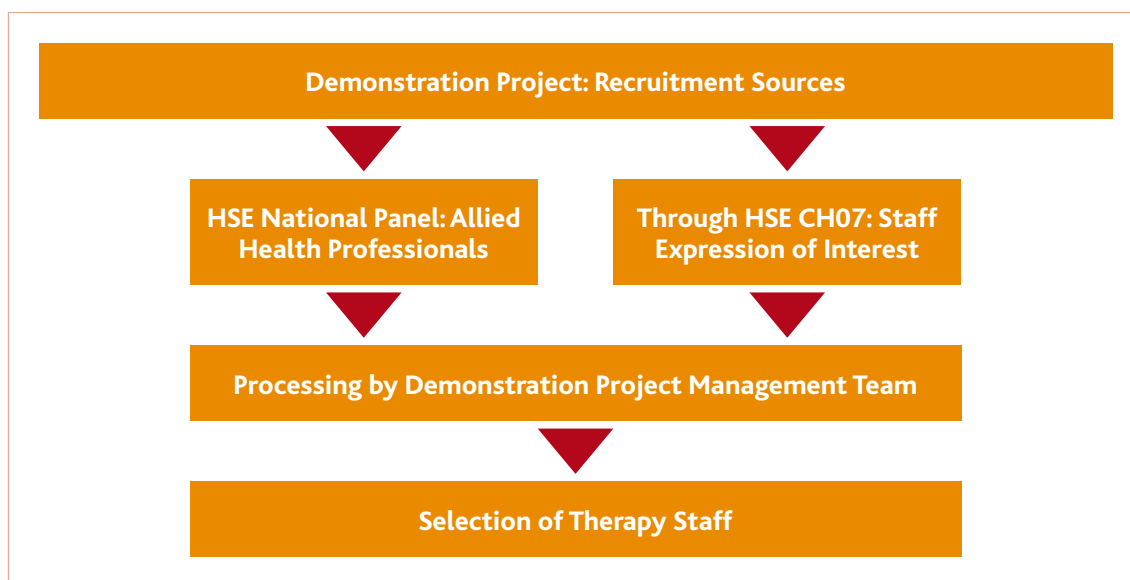 Demonstration Project: Recruitment Sources
HSE National Panel: Allied
Health Professionals
Through HSE CH07: Staff
Expression of Interest
Processing by Demonstration Project Management Team
Selection of Therapy Staff